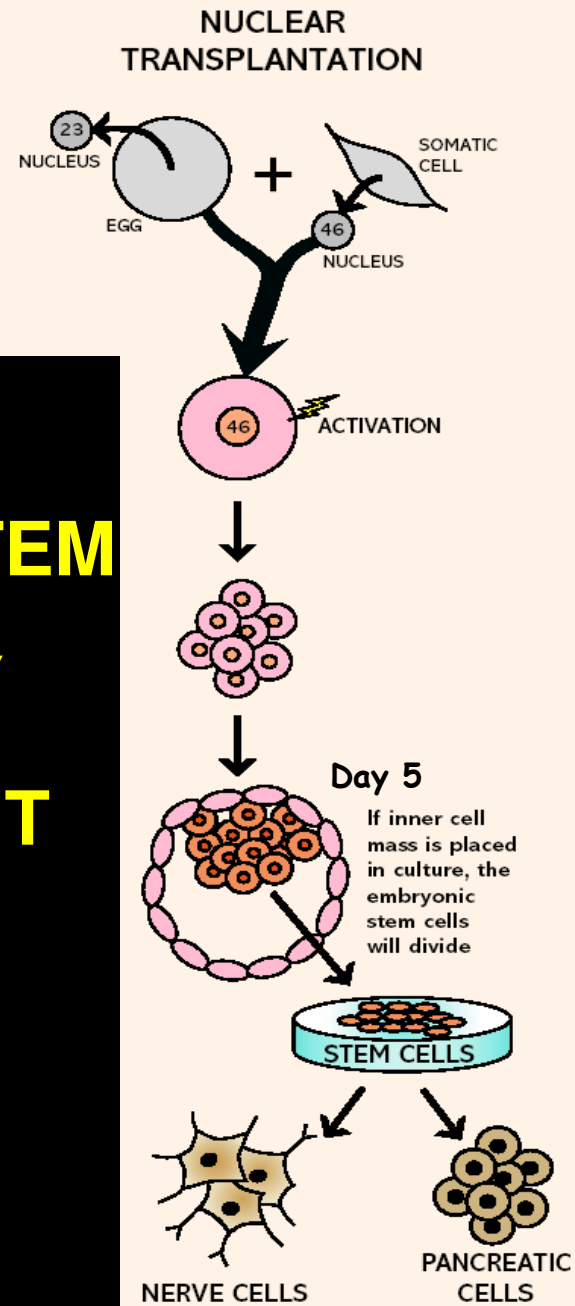 NUCLEAR
TRANSPLANTATION
23
NUCLEUS
EGG
+
SOMATIC
CELL
46
NUCLEUS
46
ACTIVATION
TEM
T
Day 5
If inner cell
mass is placed
in culture, the
embryonic
stem cells
will divide
STEM CELLS
NERVE CELLS
PANCREATIC
CELLS